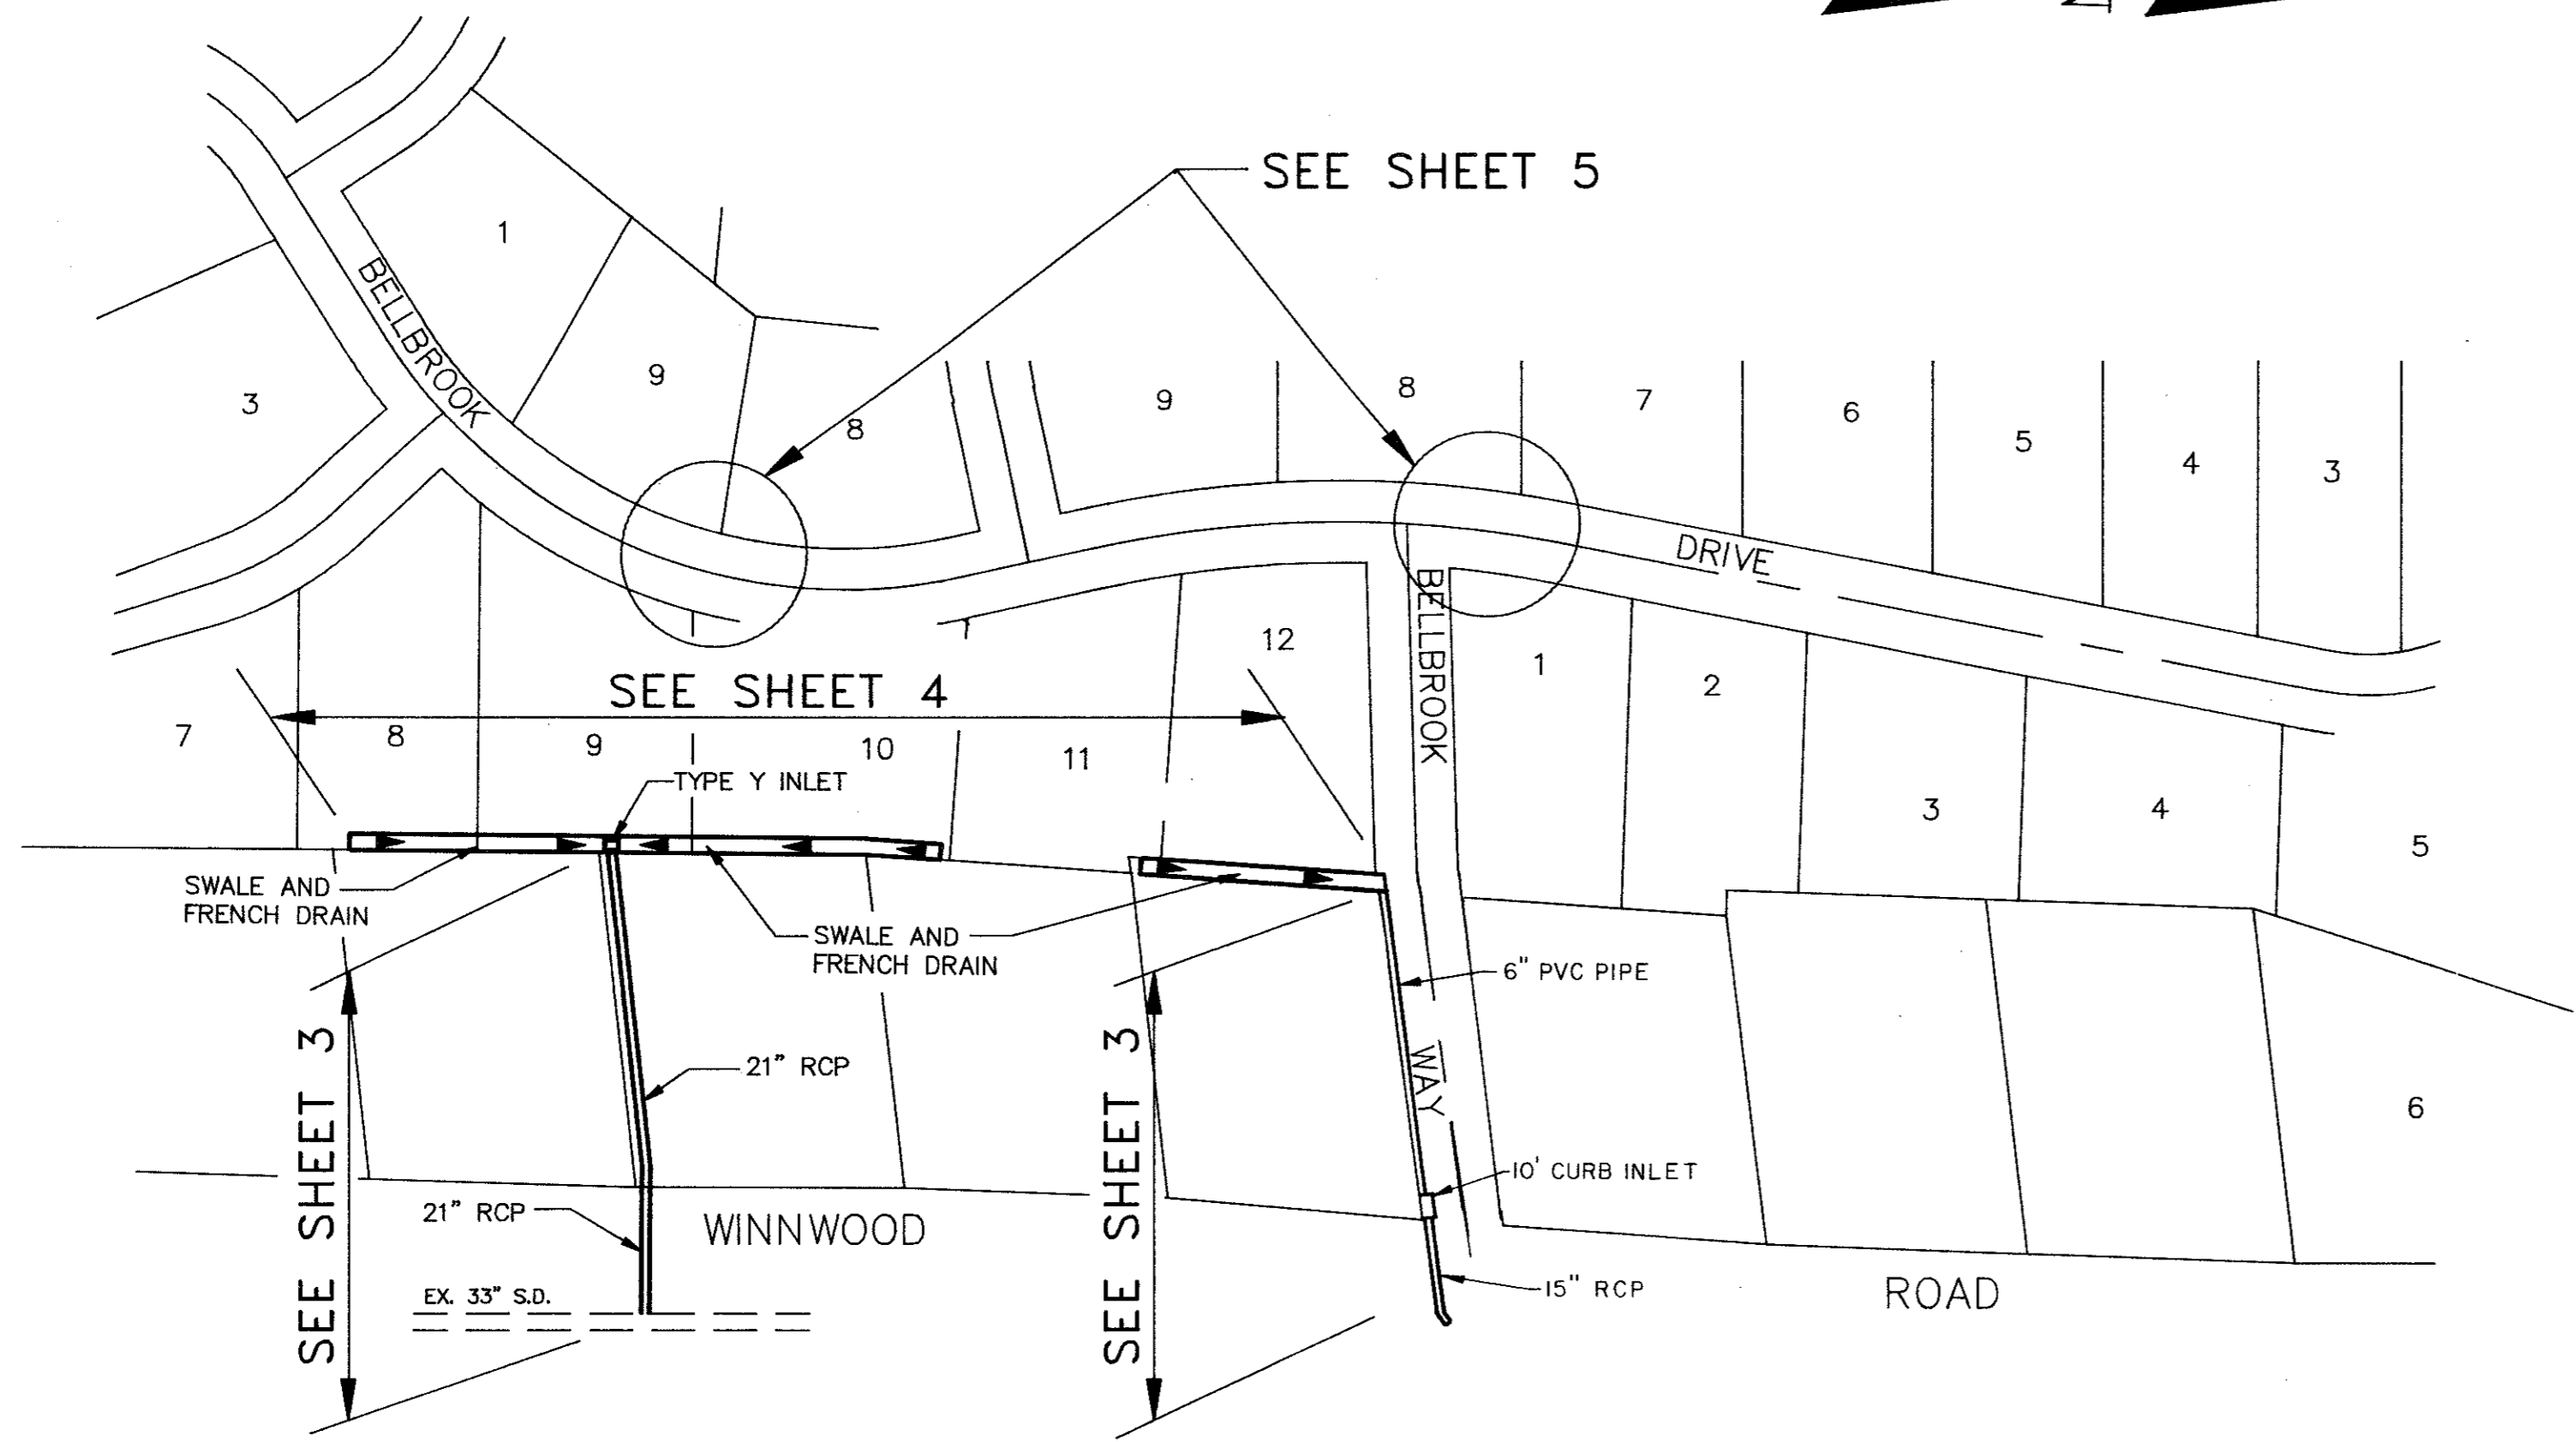 N
SEE SHEET 5
1
BELLBROOK
9
3
8
9
8
7
6
5
4
3
DRIVE
BELLBROOK
12
1
2
SEE SHEET 4
7
8
9
10
11
TYPE Y INLET
3
4
5
SWALE AND
FRENCH DRAIN
SWALE AND
FRENCH DRAIN
6" PVC PIPE
SEE SHEET 3
21" RCP
SEE SHEET 3
WAY
6
10' CURB INLET
21" RCP
WINNWOOD
EX. 33" S.D.
15" RCP
ROAD